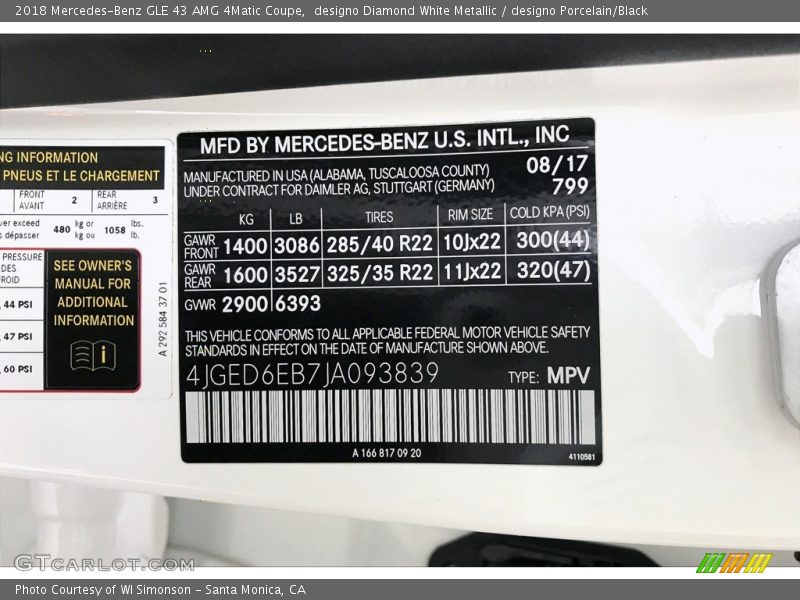 2018 Mercedes-Benz GLE 43 AMG 4Matic Coupe, designo Diamond White Metallic / designo Porcelain/Black
NG INFORMATION
PNEUS ET LE CHARGEMENT
FRONT 2 REAR 3
AVANT ARRIÈRE
ver exceed 480 kg or 1058 lbs.
dépasser kg ou lb.
PRESSURE
DES
FROID
44 PSI
47 PSI
60 PSI
SEE OWNER'S
MANUAL FOR
ADDITIONAL
INFORMATION
i
A 292 584 37 01
MFD BY MERCEDES-BENZ U.S. INTL., INC
MANUFACTURED IN USA (ALABAMA, TUSCALOOSA COUNTY) 08/17
UNDER CONTRACT FOR DAIMLER AG, STUTTGART (GERMANY) 799
KG LB TIRES RIM SIZE COLD KPA (PSI)
GAWR FRONT 1400 3086 285/40 R22 10Jx22 300(44)
GAWR REAR 1600 3527 325/35 R22 11Jx22 320(47)
GVWR 2900 6393
THIS VEHICLE CONFORMS TO ALL APPLICABLE FEDERAL MOTOR VEHICLE SAFETY
STANDARDS IN EFFECT ON THE DATE OF MANUFACTURE SHOWN ABOVE.
4JGED6EB7JA093839 TYPE: MPV
A 166 817 09 20 4110581
GTCARLOT.COM
Photo Courtesy of WI Simonson - Santa Monica, CA